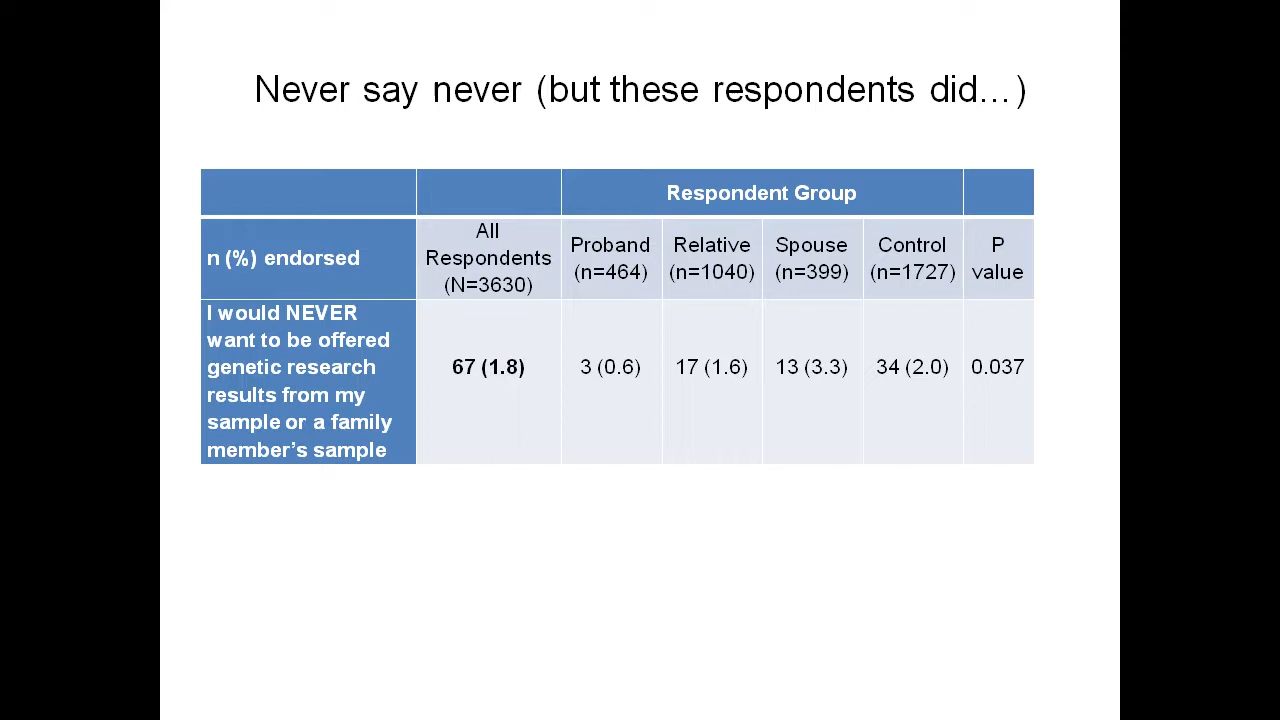 Never say never (but these respondents did…)
Respondent Group
n (%) endorsed
All
Respondents
(N=3630)
Proband
(n=464)
Relative
(n=1040)
Spouse
(n=399)
Control
(n=1727)
P
value
I would NEVER
want to be offered
genetic research
results from my
sample or a family
member’s sample
67 (1.8)
3 (0.6)
17 (1.6)
13 (3.3)
34 (2.0)
0.037